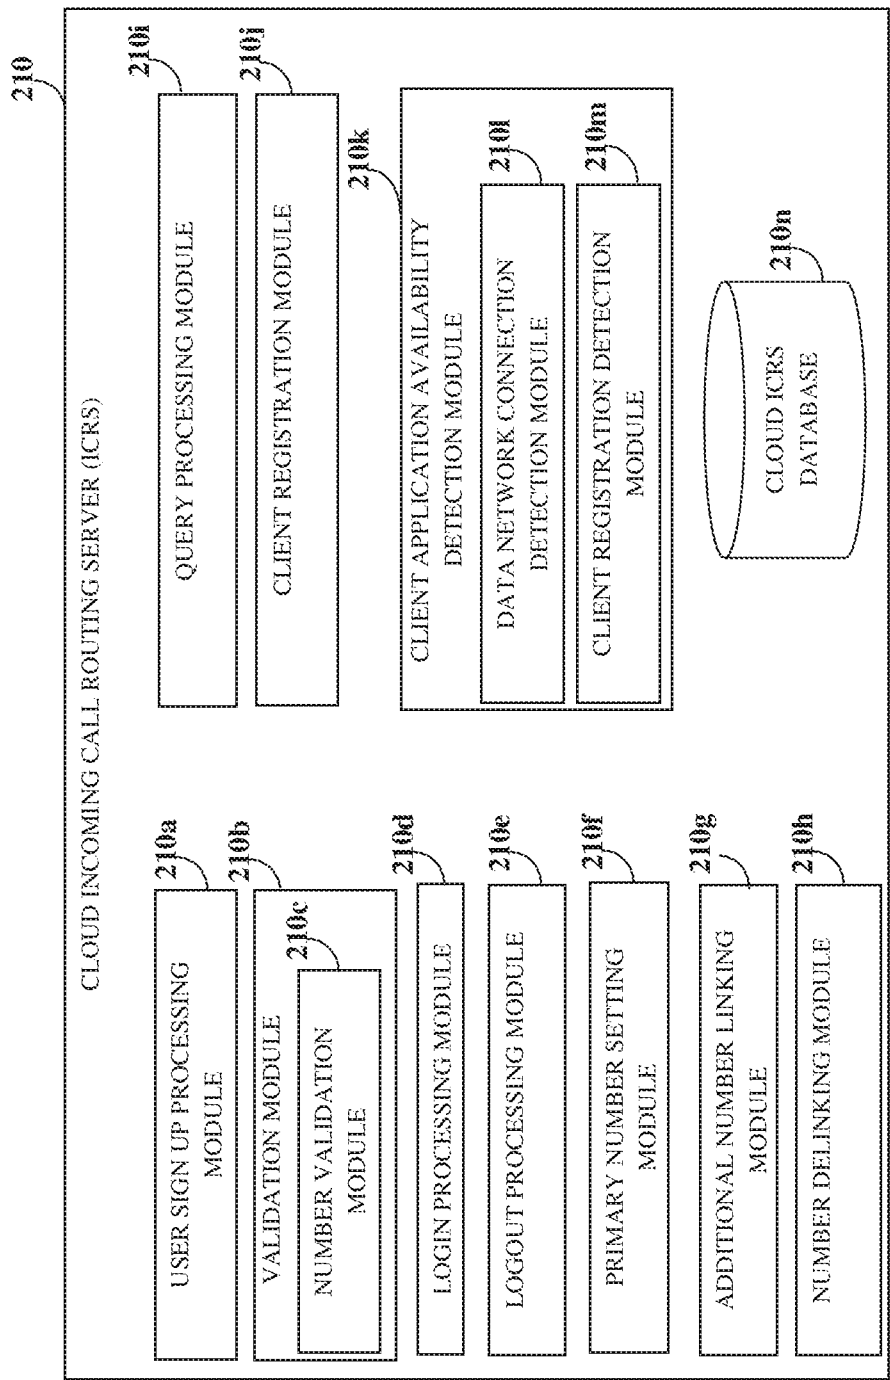 210
CLOUD INCOMING CALL ROUTING SERVER (ICRS)
210a
USER SIGN UP PROCESSING
MODULE
210b
VALIDATION MODULE
210c
NUMBER VALIDATION
MODULE
210d
LOGIN PROCESSING MODULE
210e
LOGOUT PROCESSING MODULE
210f
PRIMARY NUMBER SETTING
MODULE
210g
ADDITIONAL NUMBER LINKING
MODULE
210h
NUMBER DELINKING MODULE
210i
QUERY PROCESSING MODULE
210j
CLIENT REGISTRATION MODULE
210k
CLIENT APPLICATION AVAILABILITY
DETECTION MODULE
210l
DATA NETWORK CONNECTION
DETECTION MODULE
210m
CLIENT REGISTRATION DETECTION
MODULE
210n
CLOUD ICRS
DATABASE